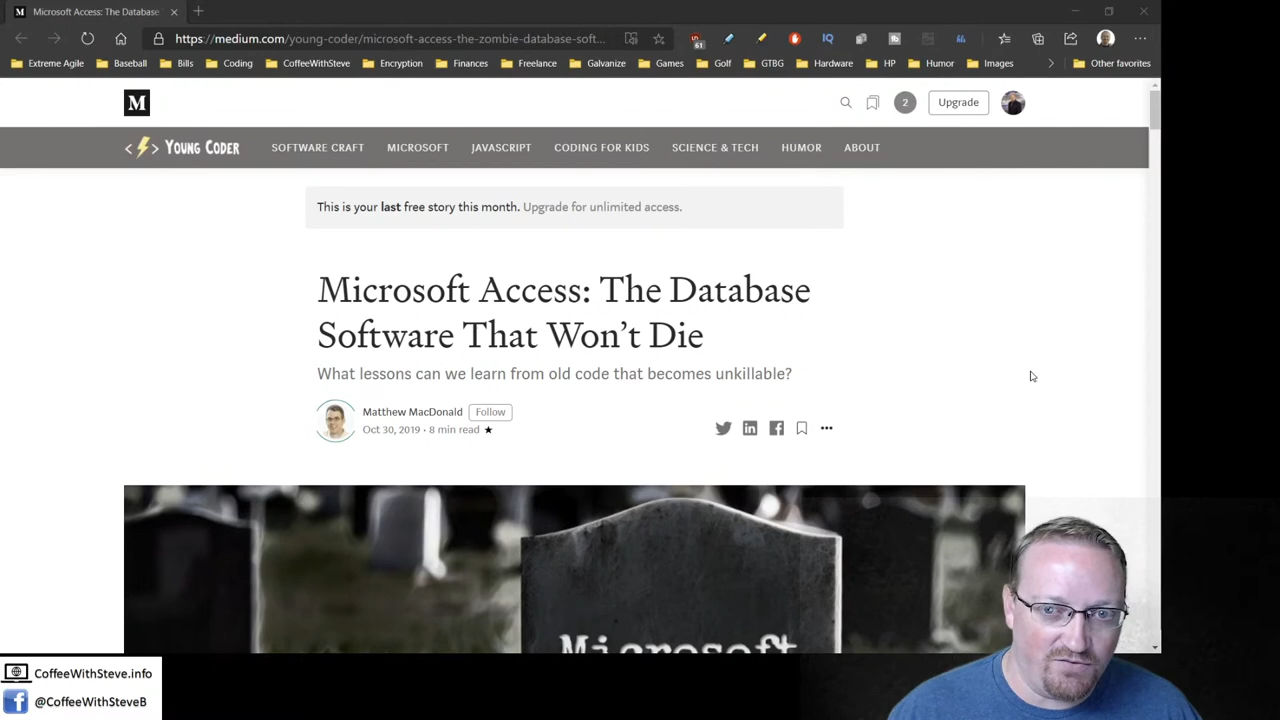 Microsoft Access: The Database
https://medium.com/young-coder/microsoft-access-the-zombie-database-soft...
61
IQ
Extreme Agile
Baseball
Bills
Coding
CoffeeWithSteve
Encryption
Finances
Freelance
Galvanize
Games
Golf
GTBG
Hardware
HP
Humor
Images
Other favorites
M
2
Upgrade
< > YOUNG CODER
SOFTWARE CRAFT
MICROSOFT
JAVASCRIPT
CODING FOR KIDS
SCIENCE & TECH
HUMOR
ABOUT
This is your last free story this month. Upgrade for unlimited access.
Microsoft Access: The Database
Software That Won’t Die
What lessons can we learn from old code that becomes unkillable?
Matthew MacDonald
Follow
Oct 30, 2019 · 8 min read ★
Microsoft
CoffeeWithSteve.info
@CoffeeWithSteveB